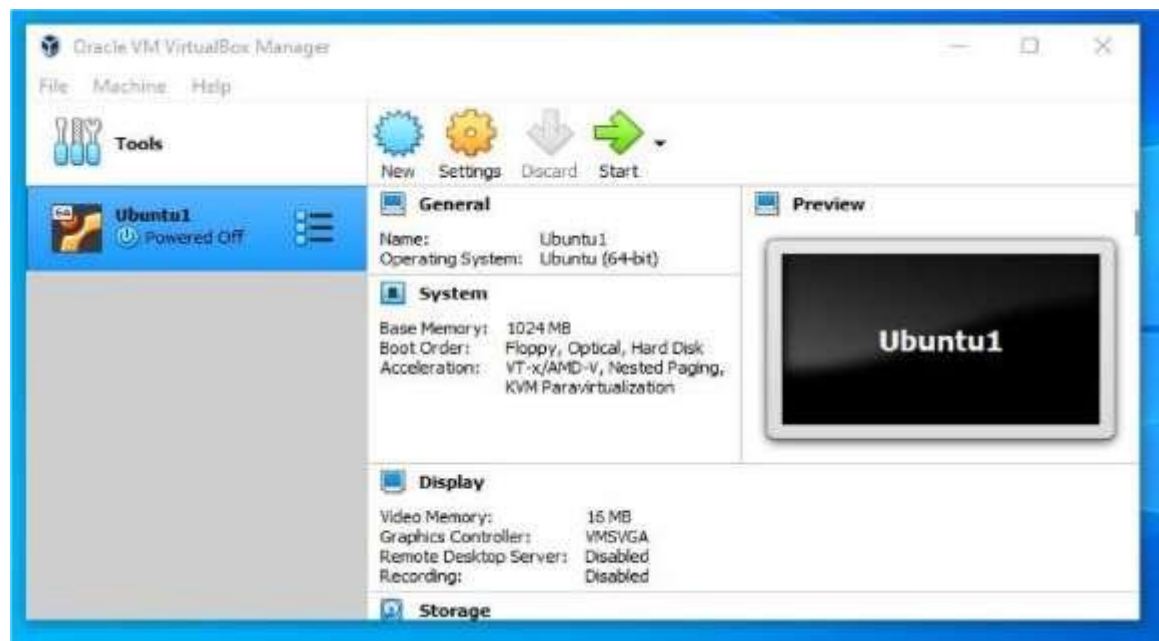 Oracle VM VirtualBox Manager
File Machine Help
Tools
New Settings Discard Start
64
Ubuntu1
Powered Off
General
Name: Ubuntu1
Operating System: Ubuntu (64-bit)
Preview
Ubuntu1
System
Base Memory: 1024 MB
Boot Order: Floppy, Optical, Hard Disk
Acceleration: VT-x/AMD-V, Nested Paging,
KVM Paravirtualization
Display
Video Memory: 16 MB
Graphics Controller: VMSVGA
Remote Desktop Server: Disabled
Recording: Disabled
Storage